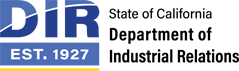 DIR
EST. 1927
State of California
Department of
Industrial Relations